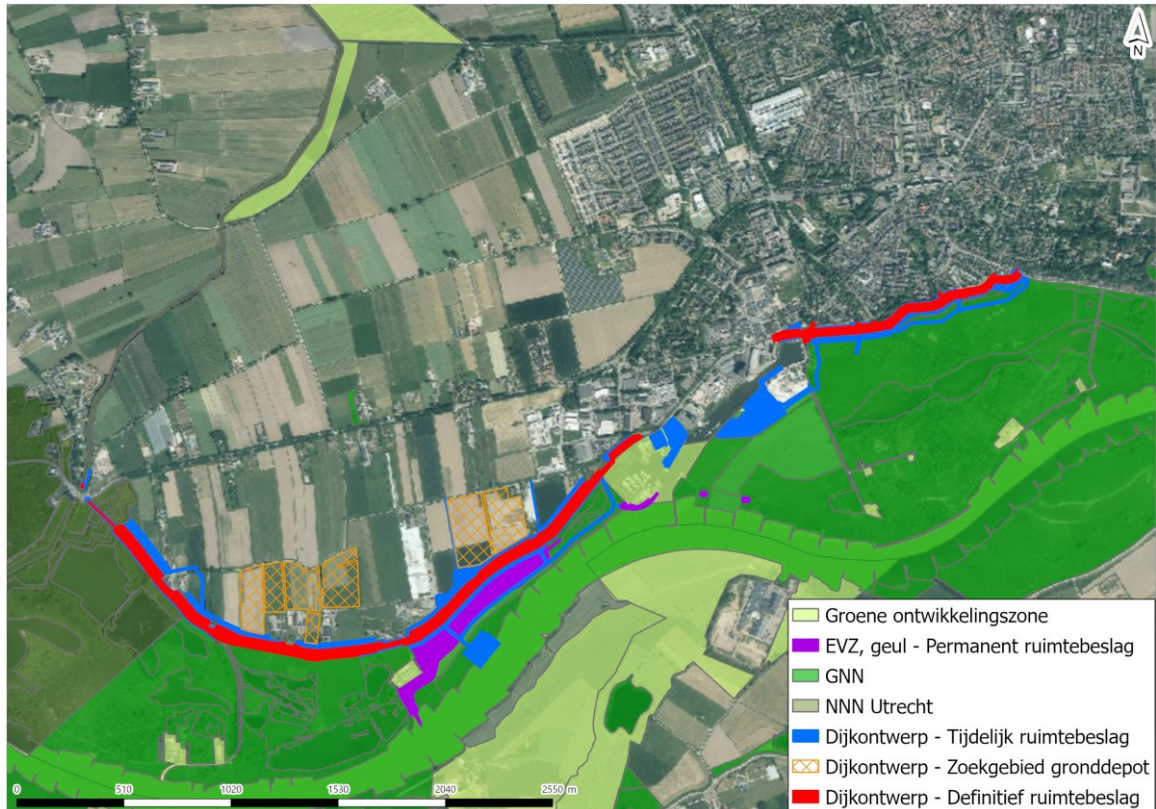 N
Groene ontwikkelingszone
EVZ, geul - Permanent ruimtebeslag
GNN
NNN Utrecht
Dijkontwerp - Tijdelijk ruimtebeslag
Dijkontwerp - Zoekgebied gronddepot
Dijkontwerp - Definitief ruimtebeslag
0 510 1020 1530 2040 2550 m